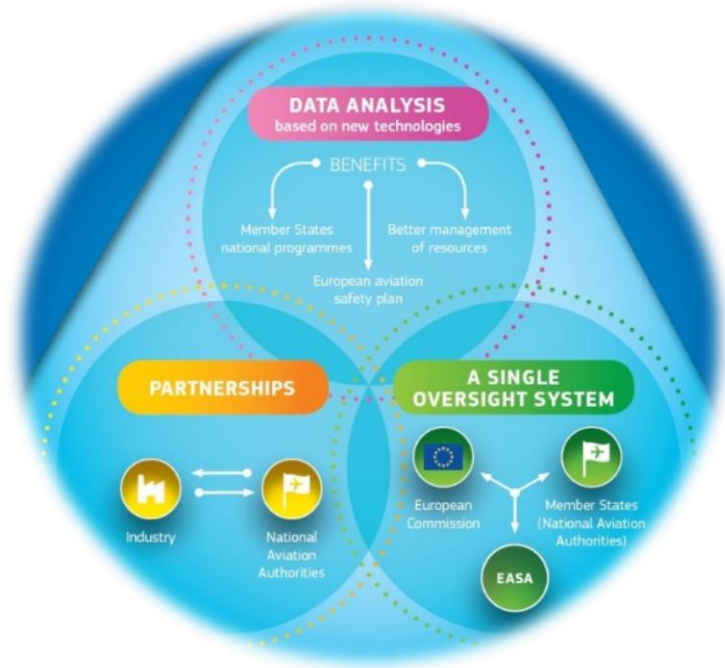 DATA ANALYSIS
based on new technologies
BENEFITS
Member States
national programmes
Better management
of resources
European aviation
safety plan
PARTNERSHIPS
A SINGLE
OVERSIGHT SYSTEM
Industry
National
Aviation
Authorities
European
Commission
Member States
(National Aviation
Authorities)
EASA